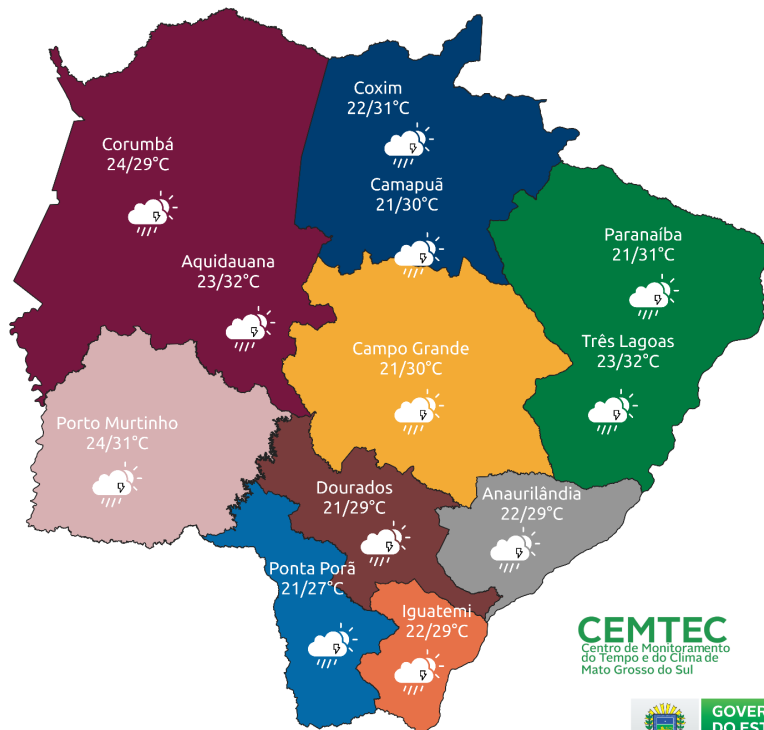 Coxim
22/31°C
Corumbá
24/29°C
Camapuã
21/30°C
Paranaíba
21/31°C
Aquidauana
23/32°C
Três Lagoas
23/32°C
Campo Grande
21/30°C
Porto Murtinho
24/31°C
Dourados
21/29°C
Anaurilândia
22/29°C
Ponta Porã
21/27°C
Iguatemi
22/29°C
CEMTEC
Centro de Monitoramento
do Tempo e do Clima de
Mato Grosso do Sul